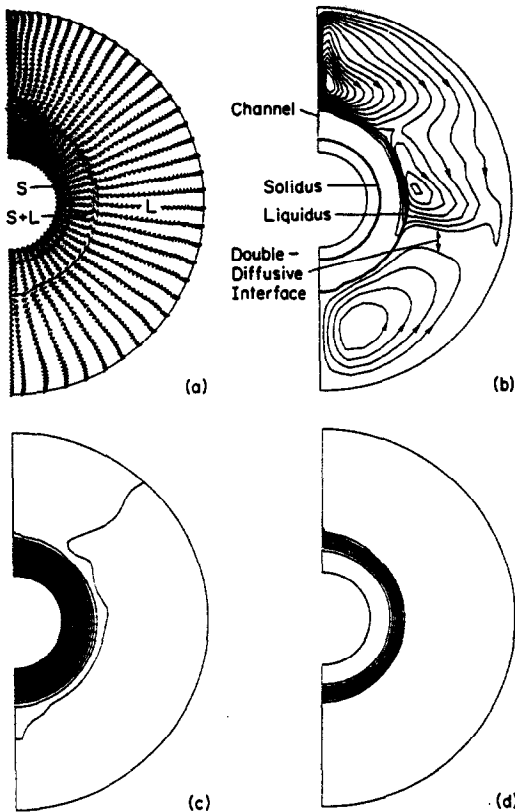 S
S+L
L
(a)
Channel
Solidus
Liquidus
Double-
Diffusive
Interface
(b)
(c)
(d)